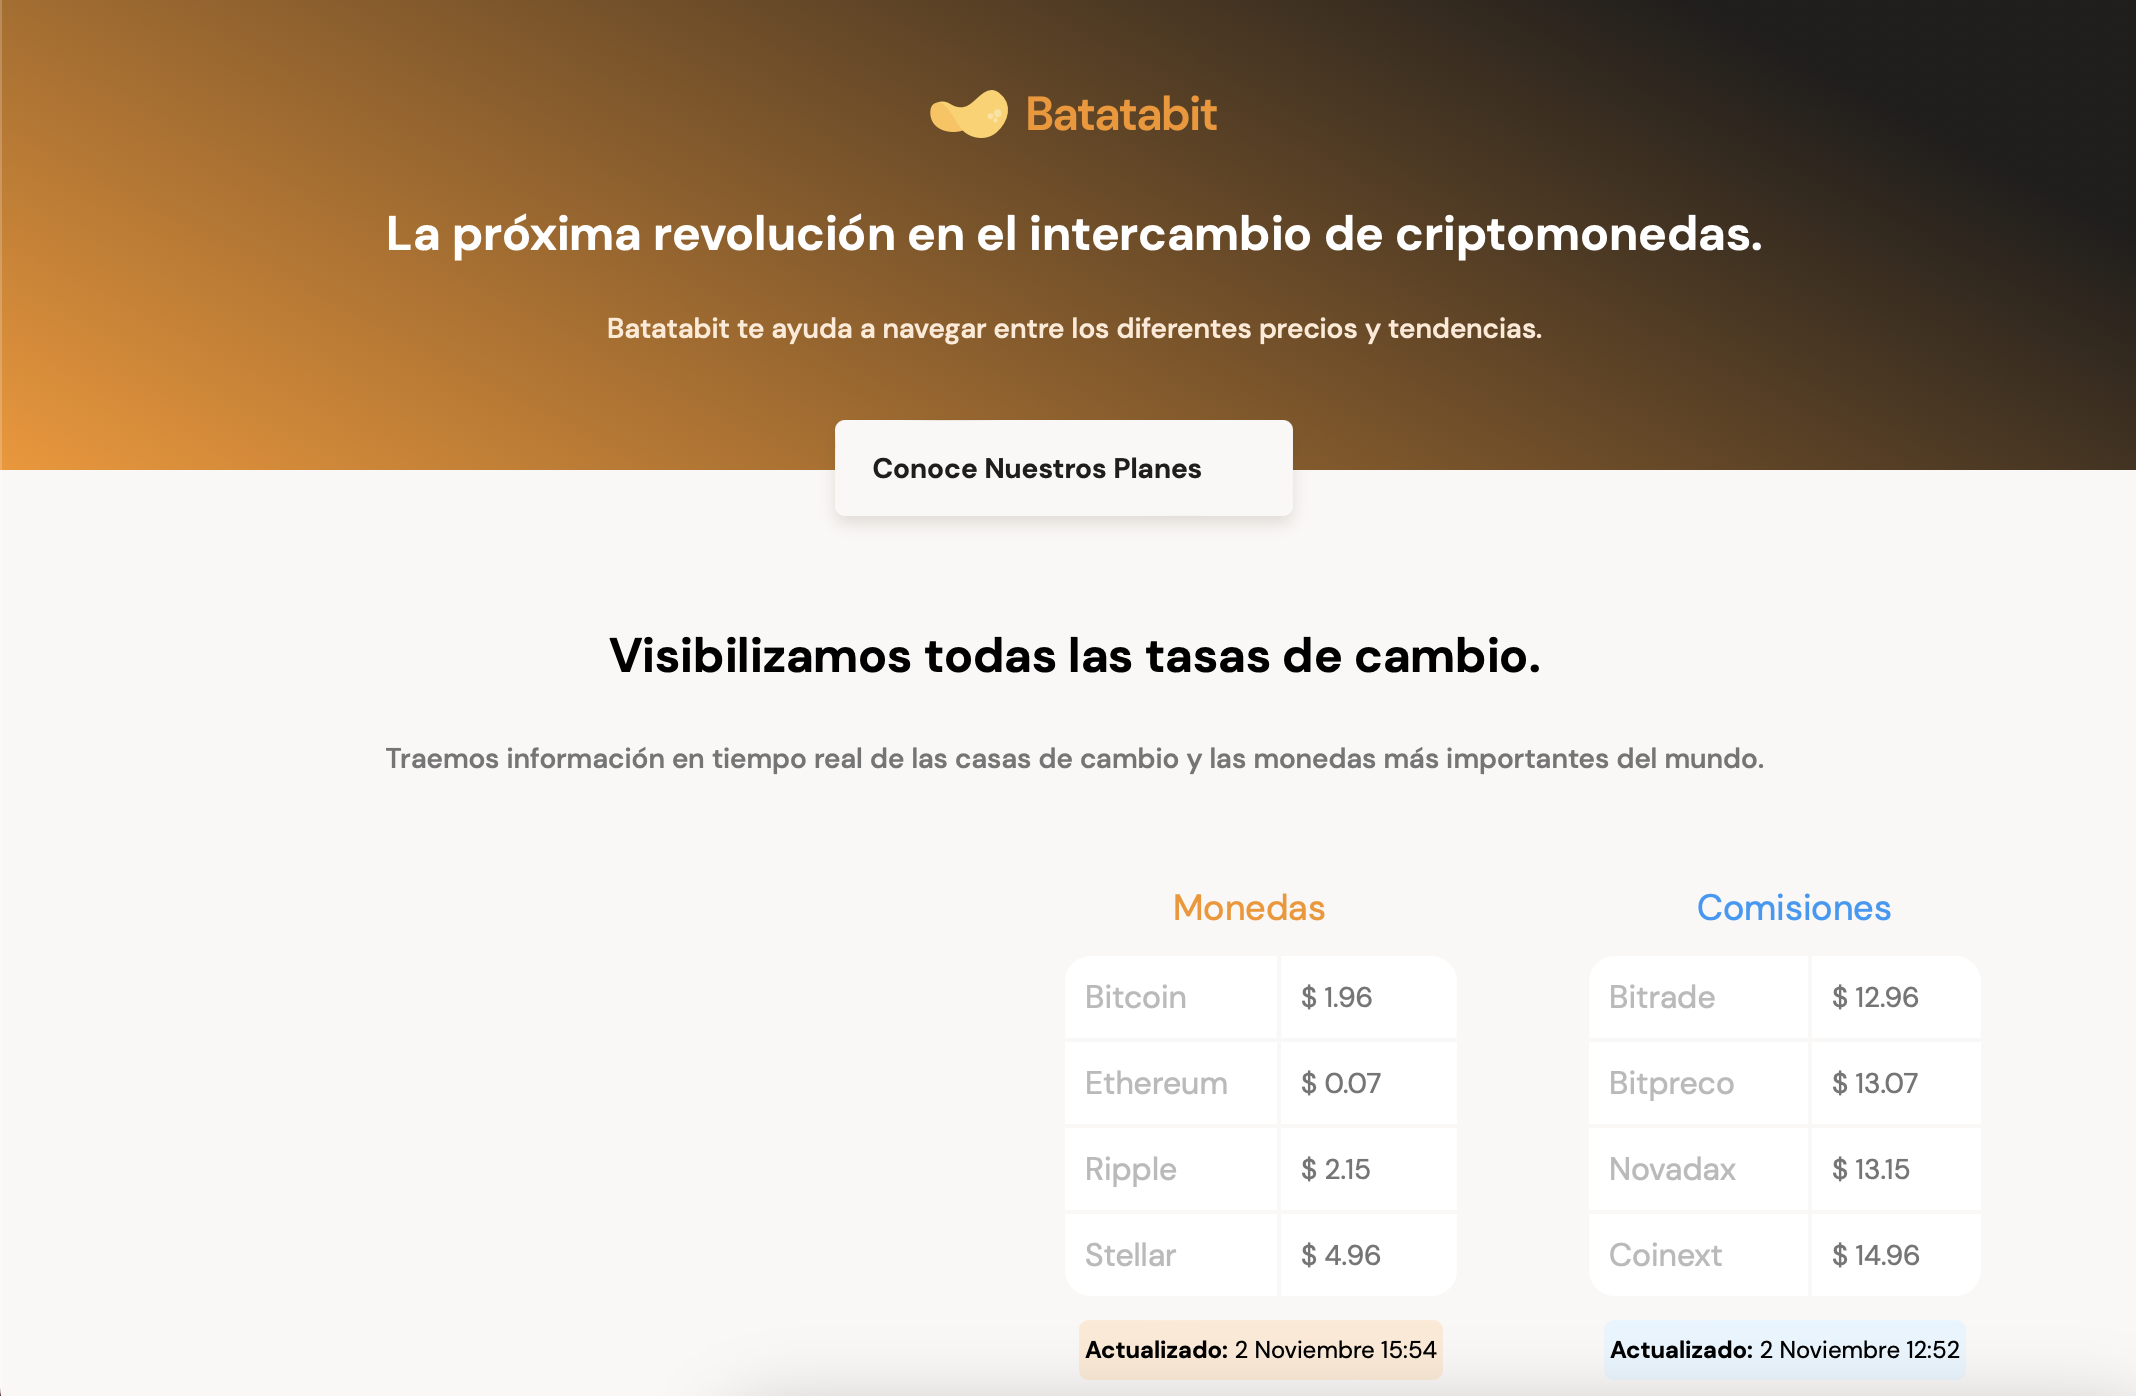 Batatabit
La próxima revolución en el intercambio de criptomonedas.
Batatabit te ayuda a navegar entre los diferentes precios y tendencias.
Conoce Nuestros Planes
Visibilizamos todas las tasas de cambio.
Traemos información en tiempo real de las casas de cambio y las monedas más importantes del mundo.
Monedas
Bitcoin $ 1.96
Ethereum $ 0.07
Ripple $ 2.15
Stellar $ 4.96
Actualizado: 2 Noviembre 15:54
Comisiones
Bitrade $ 12.96
Bitpreco $ 13.07
Novadax $ 13.15
Coinext $ 14.96
Actualizado: 2 Noviembre 12:52